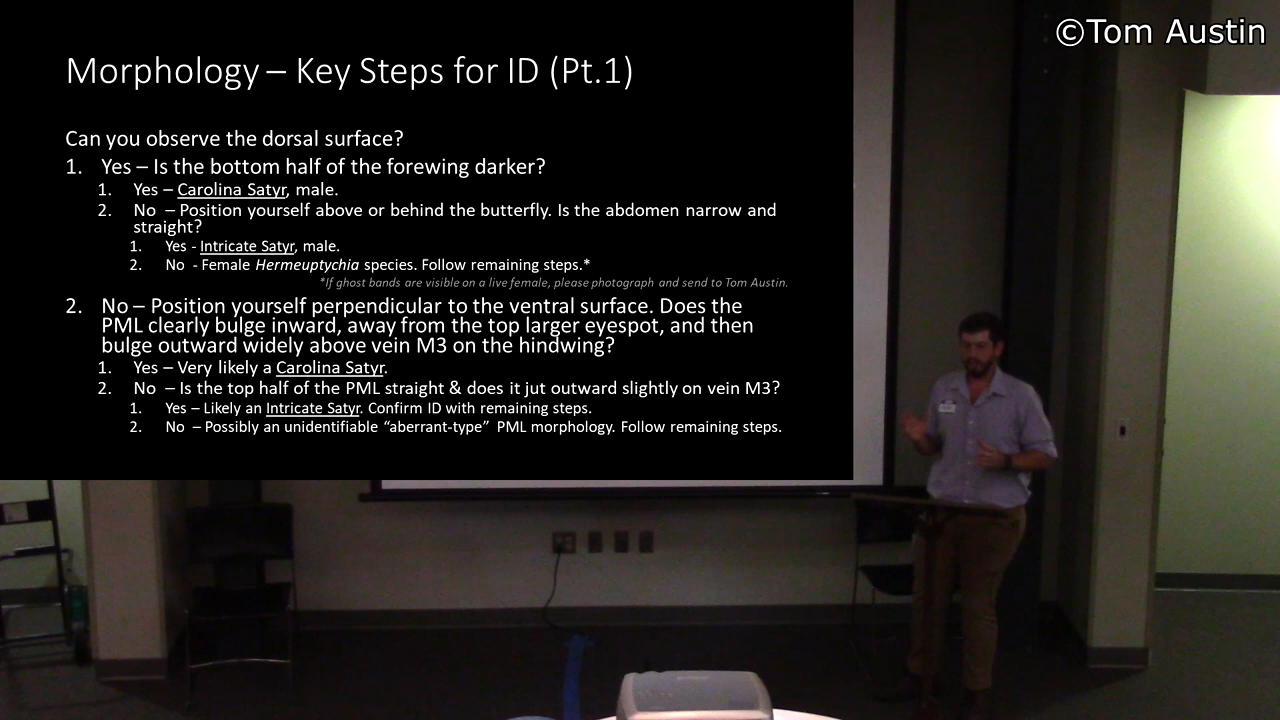 ©Tom Austin
Morphology – Key Steps for ID (Pt.1)
Can you observe the dorsal surface?
1. Yes – Is the bottom half of the forewing darker?
1. Yes – Carolina Satyr, male.
2. No – Position yourself above or behind the butterfly. Is the abdomen narrow and
straight?
1. Yes - Intricate Satyr, male.
2. No - Female Hermeuptychia species. Follow remaining steps.*
*If ghost bands are visible on a live female, please photograph and send to Tom Austin.
2. No – Position yourself perpendicular to the ventral surface. Does the
PML clearly bulge inward, away from the top larger eyespot, and then
bulge outward widely above vein M3 on the hindwing?
1. Yes – Very likely a Carolina Satyr.
2. No – Is the top half of the PML straight & does it jut outward slightly on vein M3?
1. Yes – Likely an Intricate Satyr. Confirm ID with remaining steps.
2. No – Possibly an unidentifiable “aberrant-type” PML morphology. Follow remaining steps.